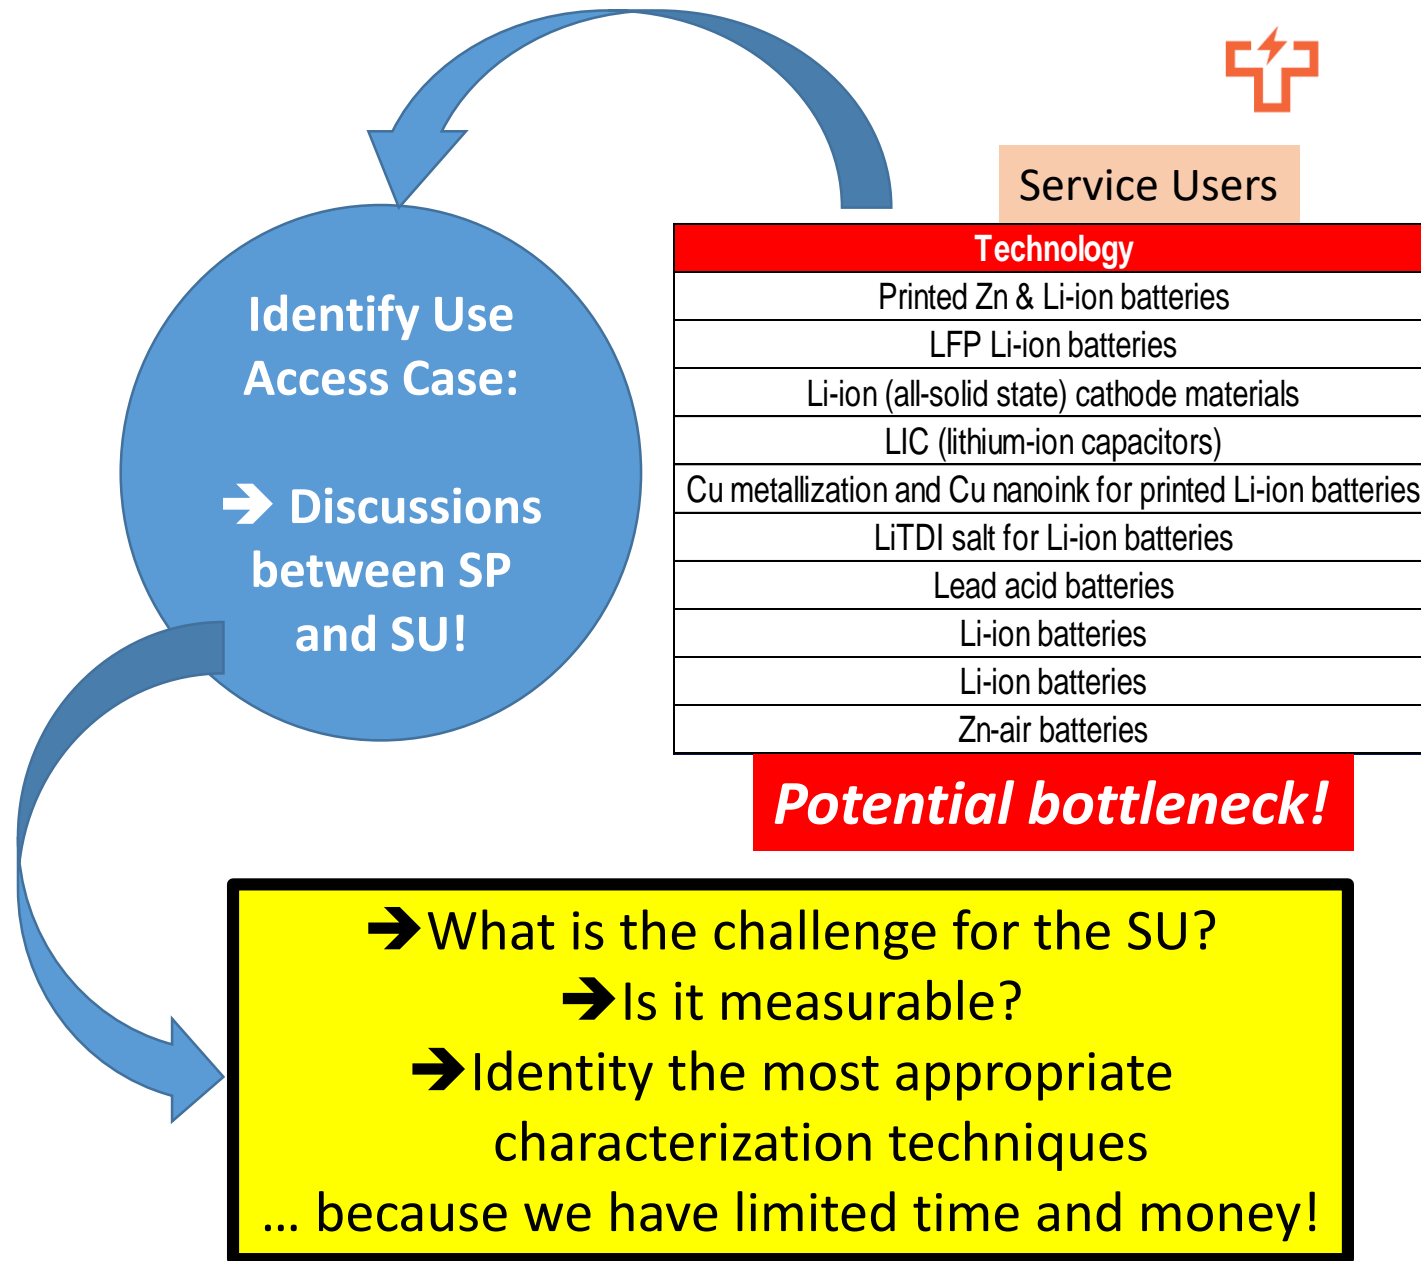 Identify Use
Access Case:
➔ Discussions
between SP
and SU!
Service Users
Technology
Printed Zn & Li-ion batteries
LFP Li-ion batteries
Li-ion (all-solid state) cathode materials
LIC (lithium-ion capacitors)
Cu metallization and Cu nanoink for printed Li-ion batteries
LiTDI salt for Li-ion batteries
Lead acid batteries
Li-ion batteries
Li-ion batteries
Zn-air batteries
Potential bottleneck!
➔What is the challenge for the SU?
➔Is it measurable?
➔Identity the most appropriate
characterization techniques
... because we have limited time and money!